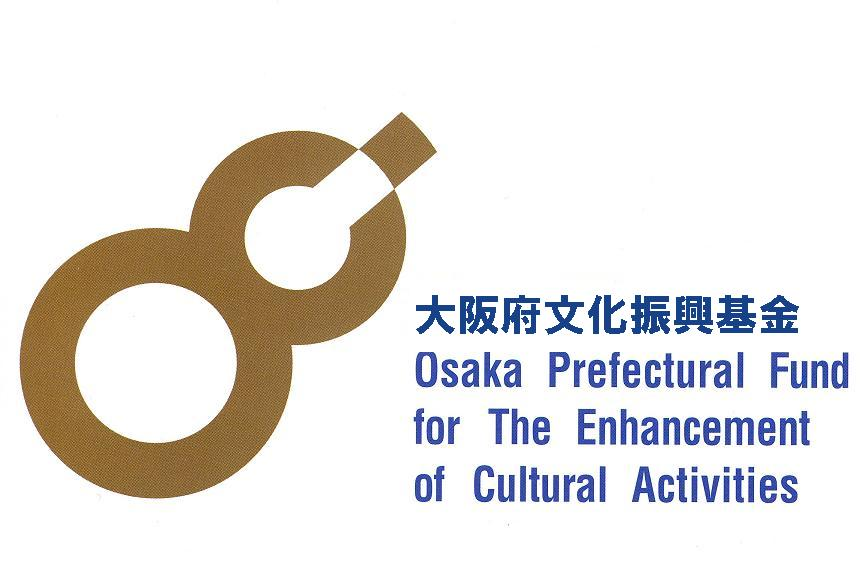 大阪府文化振興基金
Osaka Prefectural Fund
for The Enhancement
of Cultural Activities